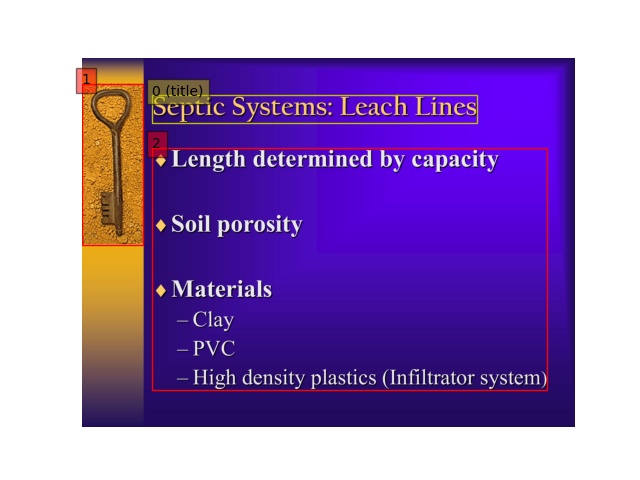 1
0 (title)
Septic Systems: Leach Lines
2
♦ Length determined by capacity
♦ Soil porosity
♦ Materials
– Clay
– PVC
– High density plastics (Infiltrator system)